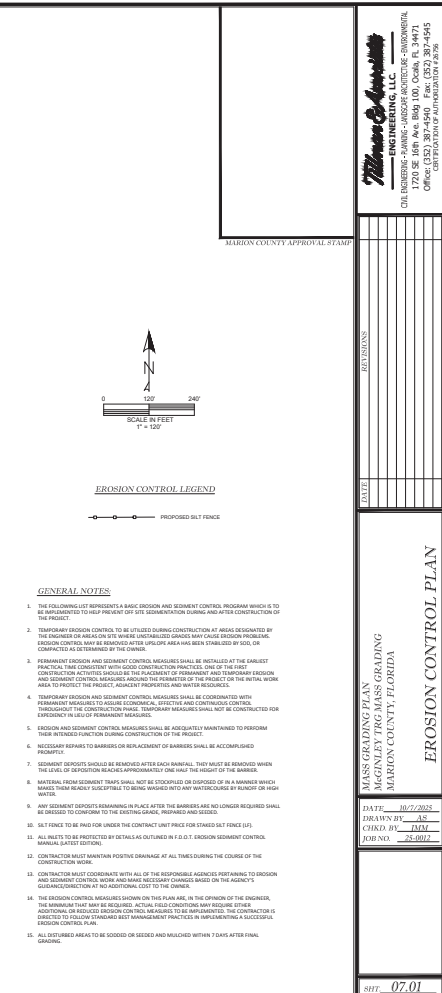 MARION COUNTY APPROVAL STAMP
N
0 120' 240'
SCALE IN FEET
1" = 120'
EROSION CONTROL LEGEND
PROPOSED SILT FENCE
GENERAL NOTES:
1. THE FOLLOWING LIST REPRESENTS A BASIC EROSION AND SEDIMENT CONTROL PROGRAM WHICH IS TO
BE IMPLEMENTED TO HELP PREVENT OFF SITE SEDIMENTATION DURING AND AFTER CONSTRUCTION OF
THE PROJECT.
2. TEMPORARY EROSION CONTROL TO BE UTILIZED DURING CONSTRUCTION AT AREAS DESIGNATED BY
THE ENGINEER OR AREAS ON SITE WHERE UNSTABILIZED GRADES MAY CAUSE EROSION PROBLEMS.
EROSION CONTROL MAY BE REMOVED AFTER UPSLOPE AREA HAS BEEN STABILIZED BY SOD, OR
COMPACTED AS DETERMINED BY THE OWNER.
3. PERMANENT EROSION AND SEDIMENT CONTROL MEASURES SHALL BE INSTALLED AT THE EARLIEST
PRACTICAL TIME CONSISTENT WITH GOOD CONSTRUCTION PRACTICES. ONE OF THE FIRST
CONSTRUCTION ACTIVITIES SHOULD BE THE PLACEMENT OF PERMANENT AND TEMPORARY EROSION
AND SEDIMENT CONTROL MEASURES AROUND THE PERIMETER OF THE PROJECT OR THE INITIAL WORK
AREA TO PROTECT THE PROJECT, ADJACENT PROPERTIES AND WATER RESOURCES.
4. TEMPORARY EROSION AND SEDIMENT CONTROL MEASURES SHALL BE COORDINATED WITH
PERMANENT MEASURES TO ASSURE ECONOMICAL, EFFECTIVE AND CONTINUOUS CONTROL
THROUGHOUT THE CONSTRUCTION PHASE. TEMPORARY MEASURES SHALL NOT BE CONSTRUCTED FOR
EXPEDIENCY IN LIEU OF PERMANENT MEASURES.
5. EROSION AND SEDIMENT CONTROL MEASURES SHALL BE ADEQUATELY MAINTAINED TO PERFORM
THEIR INTENDED FUNCTION DURING CONSTRUCTION OF THE PROJECT.
6. NECESSARY REPAIRS TO BARRIERS OR REPLACEMENT OF BARRIERS SHALL BE ACCOMPLISHED
PROMPTLY.
7. SEDIMENT DEPOSITS SHOULD BE REMOVED AFTER EACH RAINFALL. THEY MUST BE REMOVED WHEN
THE LEVEL OF DEPOSITION REACHES APPROXIMATELY ONE HALF THE HEIGHT OF THE BARRIER.
8. MATERIAL FROM SEDIMENT TRAPS SHALL NOT BE STOCKPILED OR DISPOSED OF IN A MANNER WHICH
MAKES THEM READILY SUSCEPTIBLE TO BEING WASHED INTO ANY WATERCOURSE BY RUNOFF OR HIGH
WATER.
9. ANY SEDIMENT DEPOSITS REMAINING IN PLACE AFTER THE BARRIERS ARE NO LONGER REQUIRED SHALL
BE DRESSED TO CONFORM TO THE EXISTING GRADE, PREPARED AND SEEDED.
10. SILT FENCE TO BE PAID FOR UNDER THE CONTRACT UNIT PRICE FOR STAKED SILT FENCE (LF).
11. ALL INLETS TO BE PROTECTED BY DETAILS AS OUTLINED IN F.D.O.T. EROSION SEDIMENT CONTROL
MANUAL (LATEST EDITION).
12. CONTRACTOR MUST MAINTAIN POSITIVE DRAINAGE AT ALL TIMES DURING THE COURSE OF THE
CONSTRUCTION WORK.
13. CONTRACTOR MUST COORDINATE WITH ALL OF THE RESPONSIBLE AGENCIES PERTAINING TO EROSION
AND SEDIMENT CONTROL WORK AND MAKE NECESSARY CHANGES BASED ON THE AGENCY'S
GUIDANCE/DIRECTION AT NO ADDITIONAL COST TO THE OWNER.
14. THE EROSION CONTROL MEASURES SHOWN ON THIS PLAN ARE, IN THE OPINION OF THE ENGINEER,
THE MINIMUM THAT MAY BE REQUIRED. ACTUAL FIELD CONDITIONS MAY REQUIRE EITHER
ADDITIONAL OR REDUCED EROSION CONTROL MEASURES TO BE IMPLEMENTED. THE CONTRACTOR IS
DIRECTED TO FOLLOW STANDARD BEST MANAGEMENT PRACTICES IN IMPLEMENTING A SUCCESSFUL
EROSION CONTROL PLAN.
15. ALL DISTURBED AREAS TO BE SODDED OR SEEDED AND MULCHED WITHIN 7 DAYS AFTER FINAL
GRADING.
Tillman & Associates
ENGINEERING, LLC.
CIVIL ENGINEERING - PLANNING - LANDSCAPE ARCHITECTURE - ENVIRONMENTAL
1720 SE 16th Ave. Bldg 100, Ocala, FL 34471
Office: (352) 387-4540 Fax: (352) 387-4545
CERTIFICATION OF AUTHORIZATION #26756
DATE REVISIONS
MASS GRADING PLAN
McGINLEY TRG MASS GRADING
MARION COUNTY, FLORIDA
EROSION CONTROL PLAN
DATE 10/7/2025
DRAWN BY AS
CHKD. BY JMM
JOB NO. 25-0012
SHT. 07.01